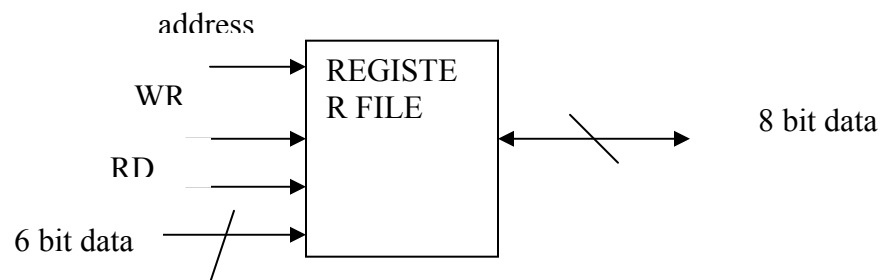 address
REGISTE
R FILE
WR
8 bit data
RD
6 bit data